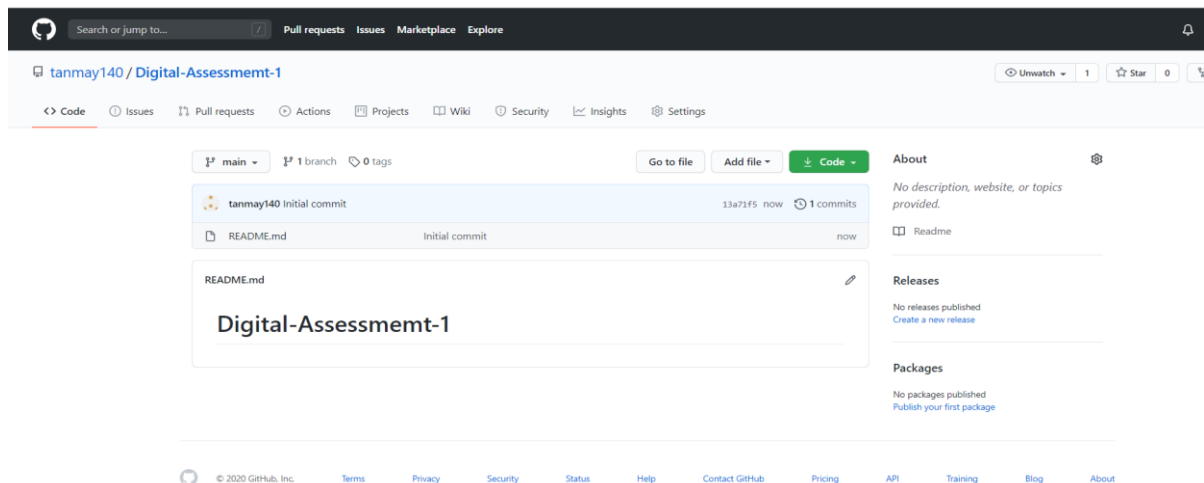 Search or jump to... / Pull requests Issues Marketplace Explore
tanmay140 / Digital-Assessmemt-1 Unwatch 1 Star 0
<> Code Issues Pull requests Actions Projects Wiki Security Insights Settings
main 1 branch 0 tags Go to file Add file Code
tanmay140 Initial commit 13a71f5 now 1 commits
README.md Initial commit now
README.md
Digital-Assessmemt-1
About
No description, website, or topics
provided.
Readme
Releases
No releases published
Create a new release
Packages
No packages published
Publish your first package
© 2020 GitHub, Inc. Terms Privacy Security Status Help Contact GitHub Pricing API Training Blog About